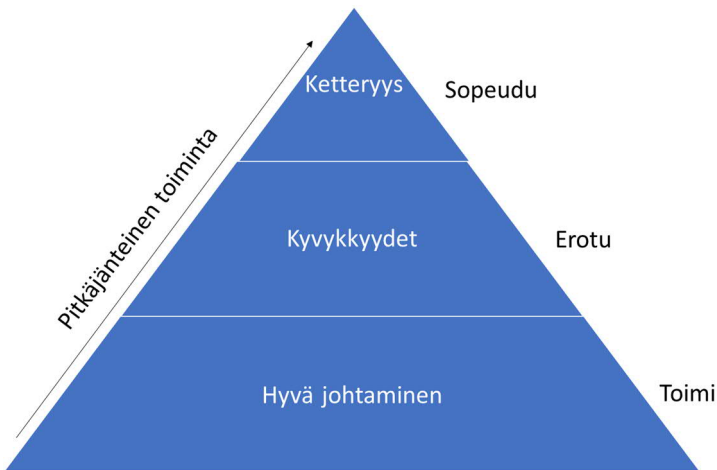 Ketteryys
Sopeudu
Pitkäjänteinen toiminta
Kyvykkyydet
Erotu
Hyvä johtaminen
Toimi